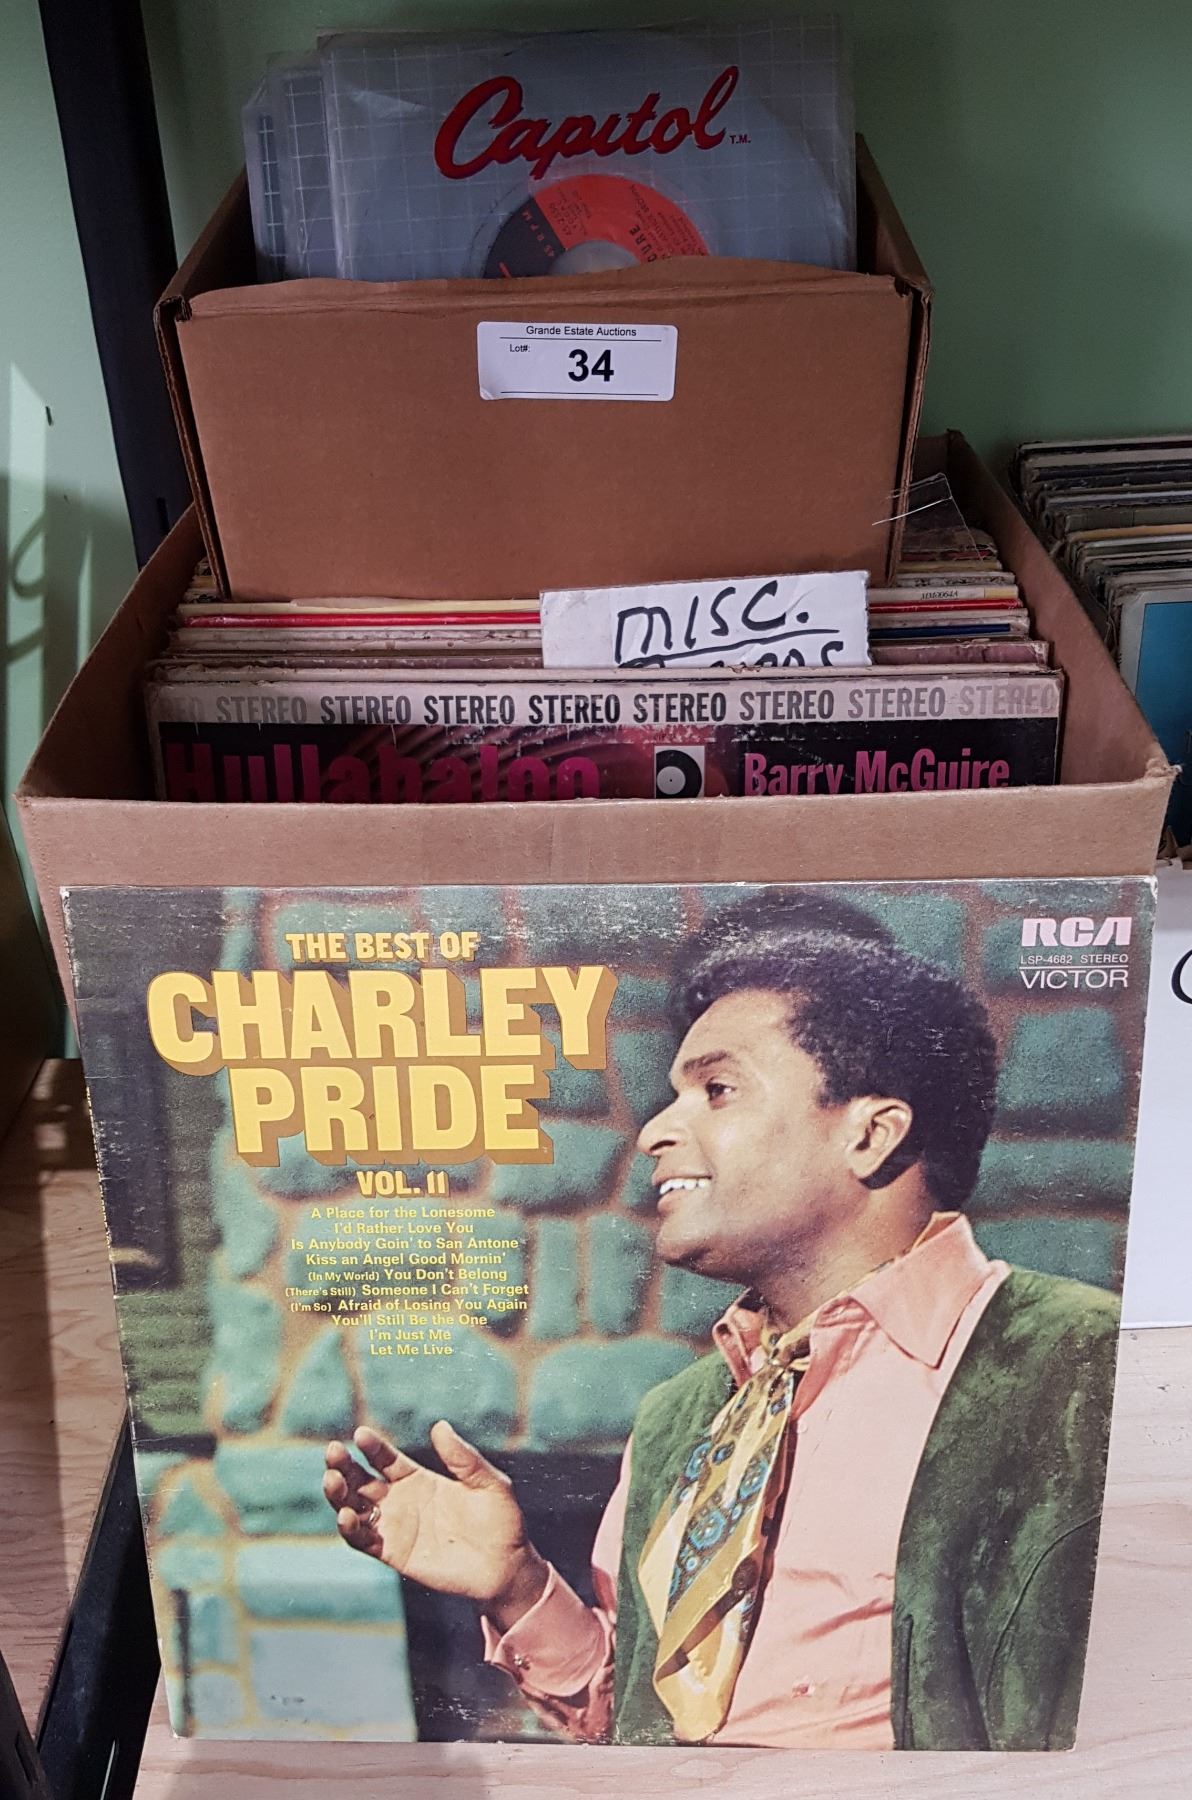 Capitol T.M.
45 R.P.M.
CURE
Grande Estate Auctions
Lot#:
34
MISC.
STEREO STEREO STEREO STEREO STEREO STEREO STEREO STEREO
Hullabaloo
Barry McGuire
RCA
LSP-4682 STEREO
VICTOR
THE BEST OF
CHARLEY
PRIDE
VOL. II
A Place for the Lonesome
I'd Rather Love You
Is Anybody Goin' to San Antone
Kiss an Angel Good Mornin'
(In My World) You Don't Belong
(There's Still) Someone I Can't Forget
(I'm So) Afraid of Losing You Again
You'll Still Be the One
I'm Just Me
Let Me Live